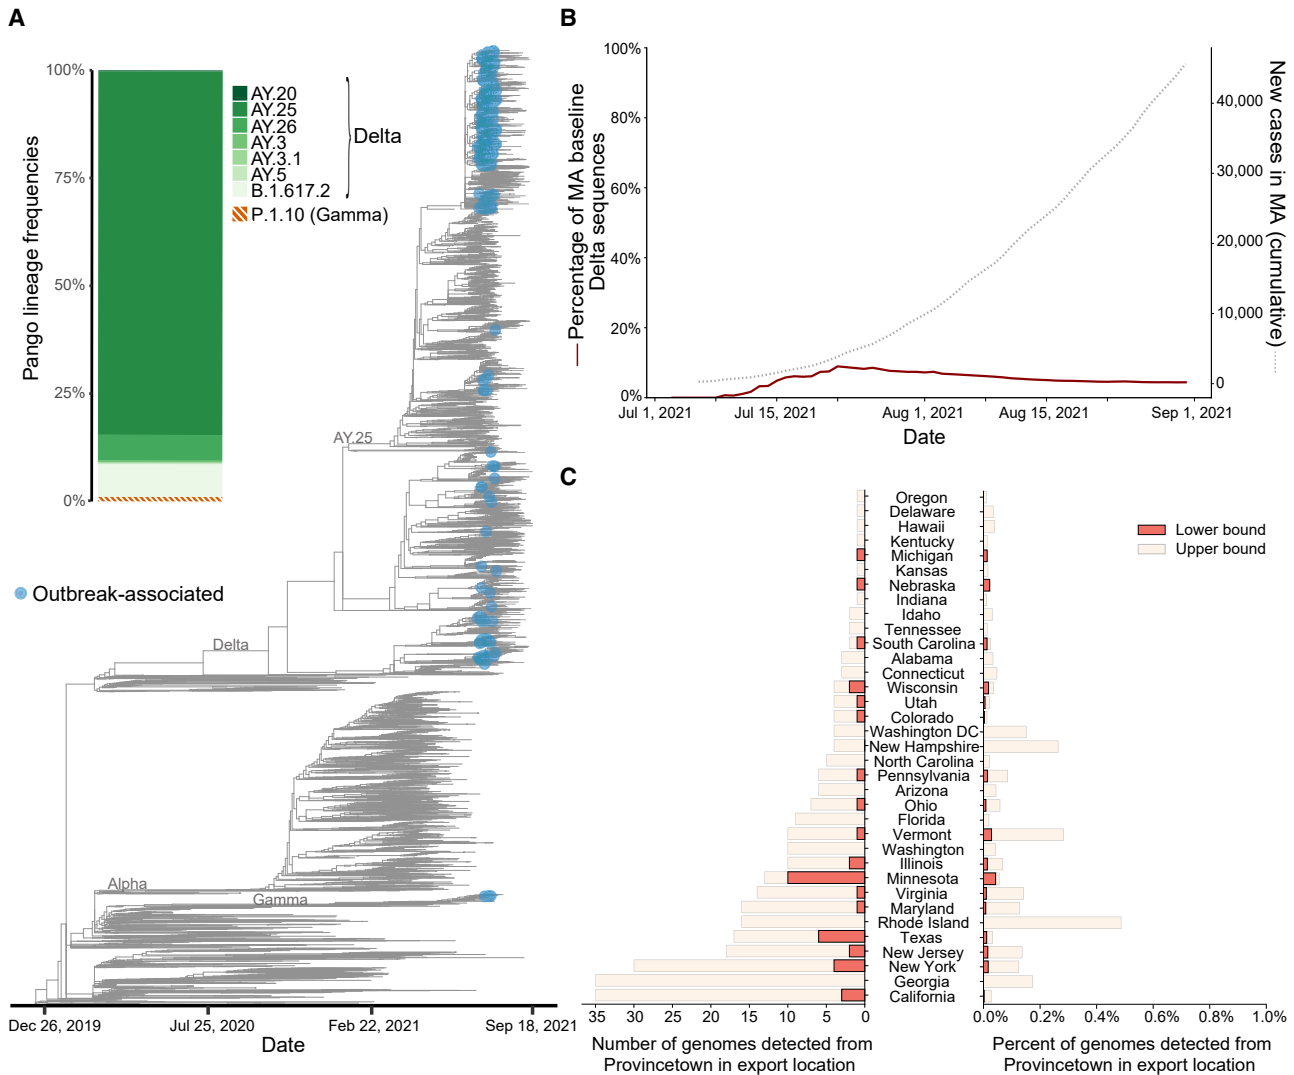 A
Pango lineage frequencies
100%
75%
50%
25%
0%
AY.20
AY.25
AY.26
AY.3
AY.3.1
AY.5
B.1.617.2
Delta
P.1.10 (Gamma)
AY.25
Outbreak-associated
Delta
Alpha
Gamma
Dec 26, 2019
Jul 25, 2020
Feb 22, 2021
Sep 18, 2021
Date
B
Percentage of MA baseline
Delta sequences
100%
80%
60%
40%
20%
0%
40,000
30,000
20,000
10,000
0
New cases in MA (cumulative)
Jul 1, 2021
Jul 15, 2021
Aug 1, 2021
Aug 15, 2021
Sep 1, 2021
Date
C
Oregon
Delaware
Hawaii
Kentucky
Michigan
Kansas
Nebraska
Indiana
Idaho
Tennessee
South Carolina
Alabama
Connecticut
Wisconsin
Utah
Colorado
Washington DC
New Hampshire
North Carolina
Pennsylvania
Arizona
Ohio
Florida
Vermont
Washington
Illinois
Minnesota
Virginia
Maryland
Rhode Island
Texas
New Jersey
New York
Georgia
California
Lower bound
Upper bound
35 30 25 20 15 10 5 0
Number of genomes detected from
Provincetown in export location
0.0% 0.2% 0.4% 0.6% 0.8% 1.0%
Percent of genomes detected from
Provincetown in export location